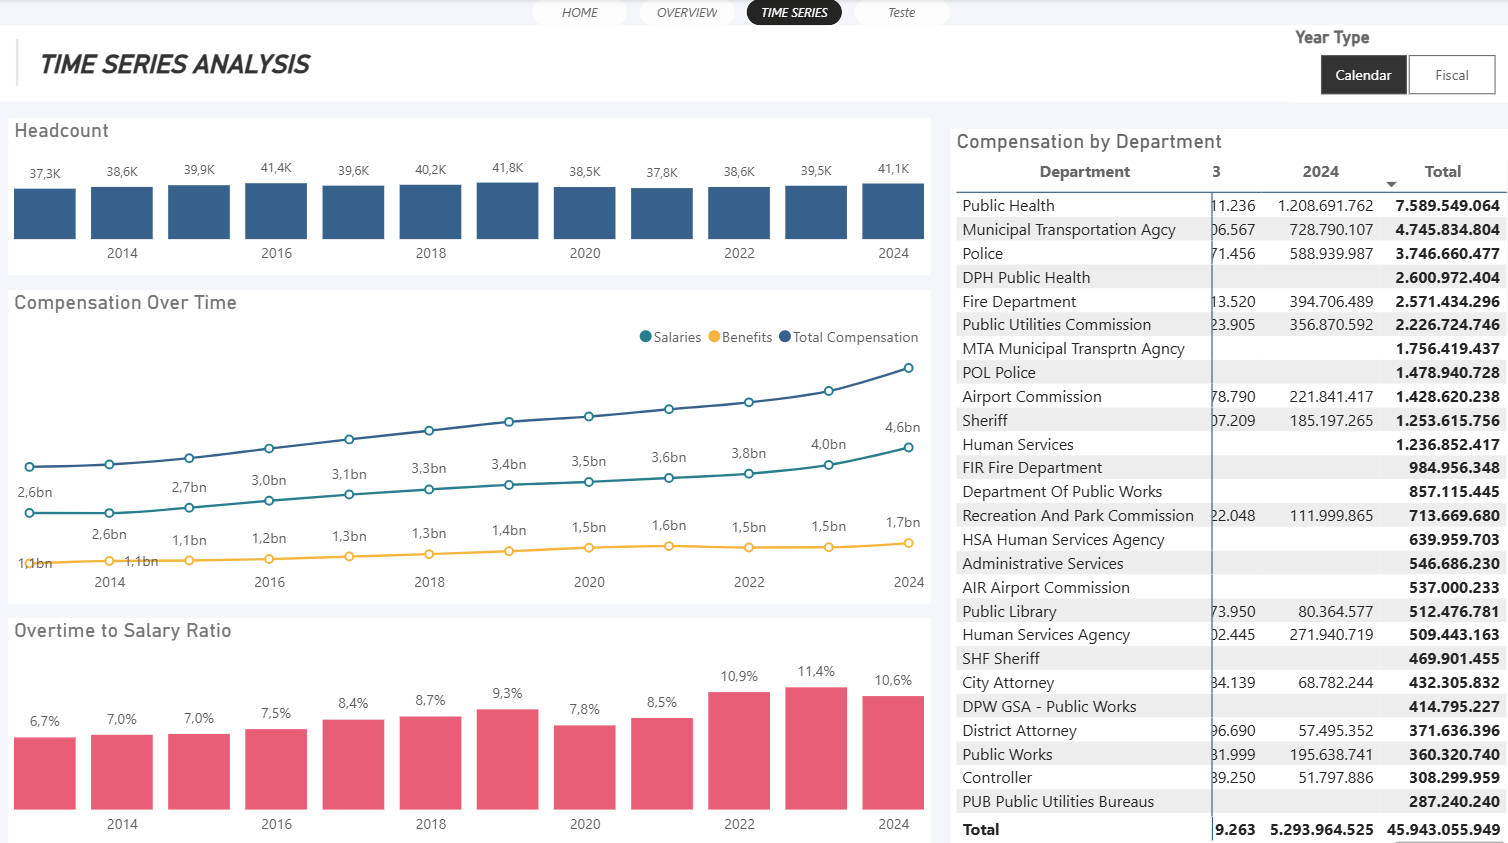 HOME OVERVIEW TIME SERIES Teste
TIME SERIES ANALYSIS
Year Type
Calendar Fiscal
Headcount
37,3K 38,6K 39,9K 41,4K 39,6K 40,2K 41,8K 38,5K 37,8K 38,6K 39,5K 41,1K
2014 2016 2018 2020 2022 2024
Compensation Over Time
Salaries Benefits Total Compensation
2,6bn 2,6bn 2,7bn 3,0bn 3,1bn 3,3bn 3,4bn 3,5bn 3,6bn 3,8bn 4,0bn 4,6bn
1,1bn 1,1bn 1,1bn 1,2bn 1,3bn 1,3bn 1,4bn 1,5bn 1,6bn 1,5bn 1,5bn 1,7bn
2014 2016 2018 2020 2022 2024
Overtime to Salary Ratio
6,7% 7,0% 7,0% 7,5% 8,4% 8,7% 9,3% 7,8% 8,5% 10,9% 11,4% 10,6%
2014 2016 2018 2020 2022 2024
Compensation by Department
Department 3 2024 Total
Public Health 11.236 1.208.691.762 7.589.549.064
Municipal Transportation Agcy 06.567 728.790.107 4.745.834.804
Police 71.456 588.939.987 3.746.660.477
DPH Public Health 2.600.972.404
Fire Department 13.520 394.706.489 2.571.434.296
Public Utilities Commission 23.905 356.870.592 2.226.724.746
MTA Municipal Transprtn Agncy 1.756.419.437
POL Police 1.478.940.728
Airport Commission 78.790 221.841.417 1.428.620.238
Sheriff 07.209 185.197.265 1.253.615.756
Human Services 1.236.852.417
FIR Fire Department 984.956.348
Department Of Public Works 857.115.445
Recreation And Park Commission 22.048 111.999.865 713.669.680
HSA Human Services Agency 639.959.703
Administrative Services 546.686.230
AIR Airport Commission 537.000.233
Public Library 73.950 80.364.577 512.476.781
Human Services Agency 02.445 271.940.719 509.443.163
SHF Sheriff 469.901.455
City Attorney 34.139 68.782.244 432.305.832
DPW GSA - Public Works 414.795.227
District Attorney 96.690 57.495.352 371.636.396
Public Works 31.999 195.638.741 360.320.740
Controller 39.250 51.797.886 308.299.959
PUB Public Utilities Bureaus 287.240.240
Total 9.263 5.293.964.525 45.943.055.949